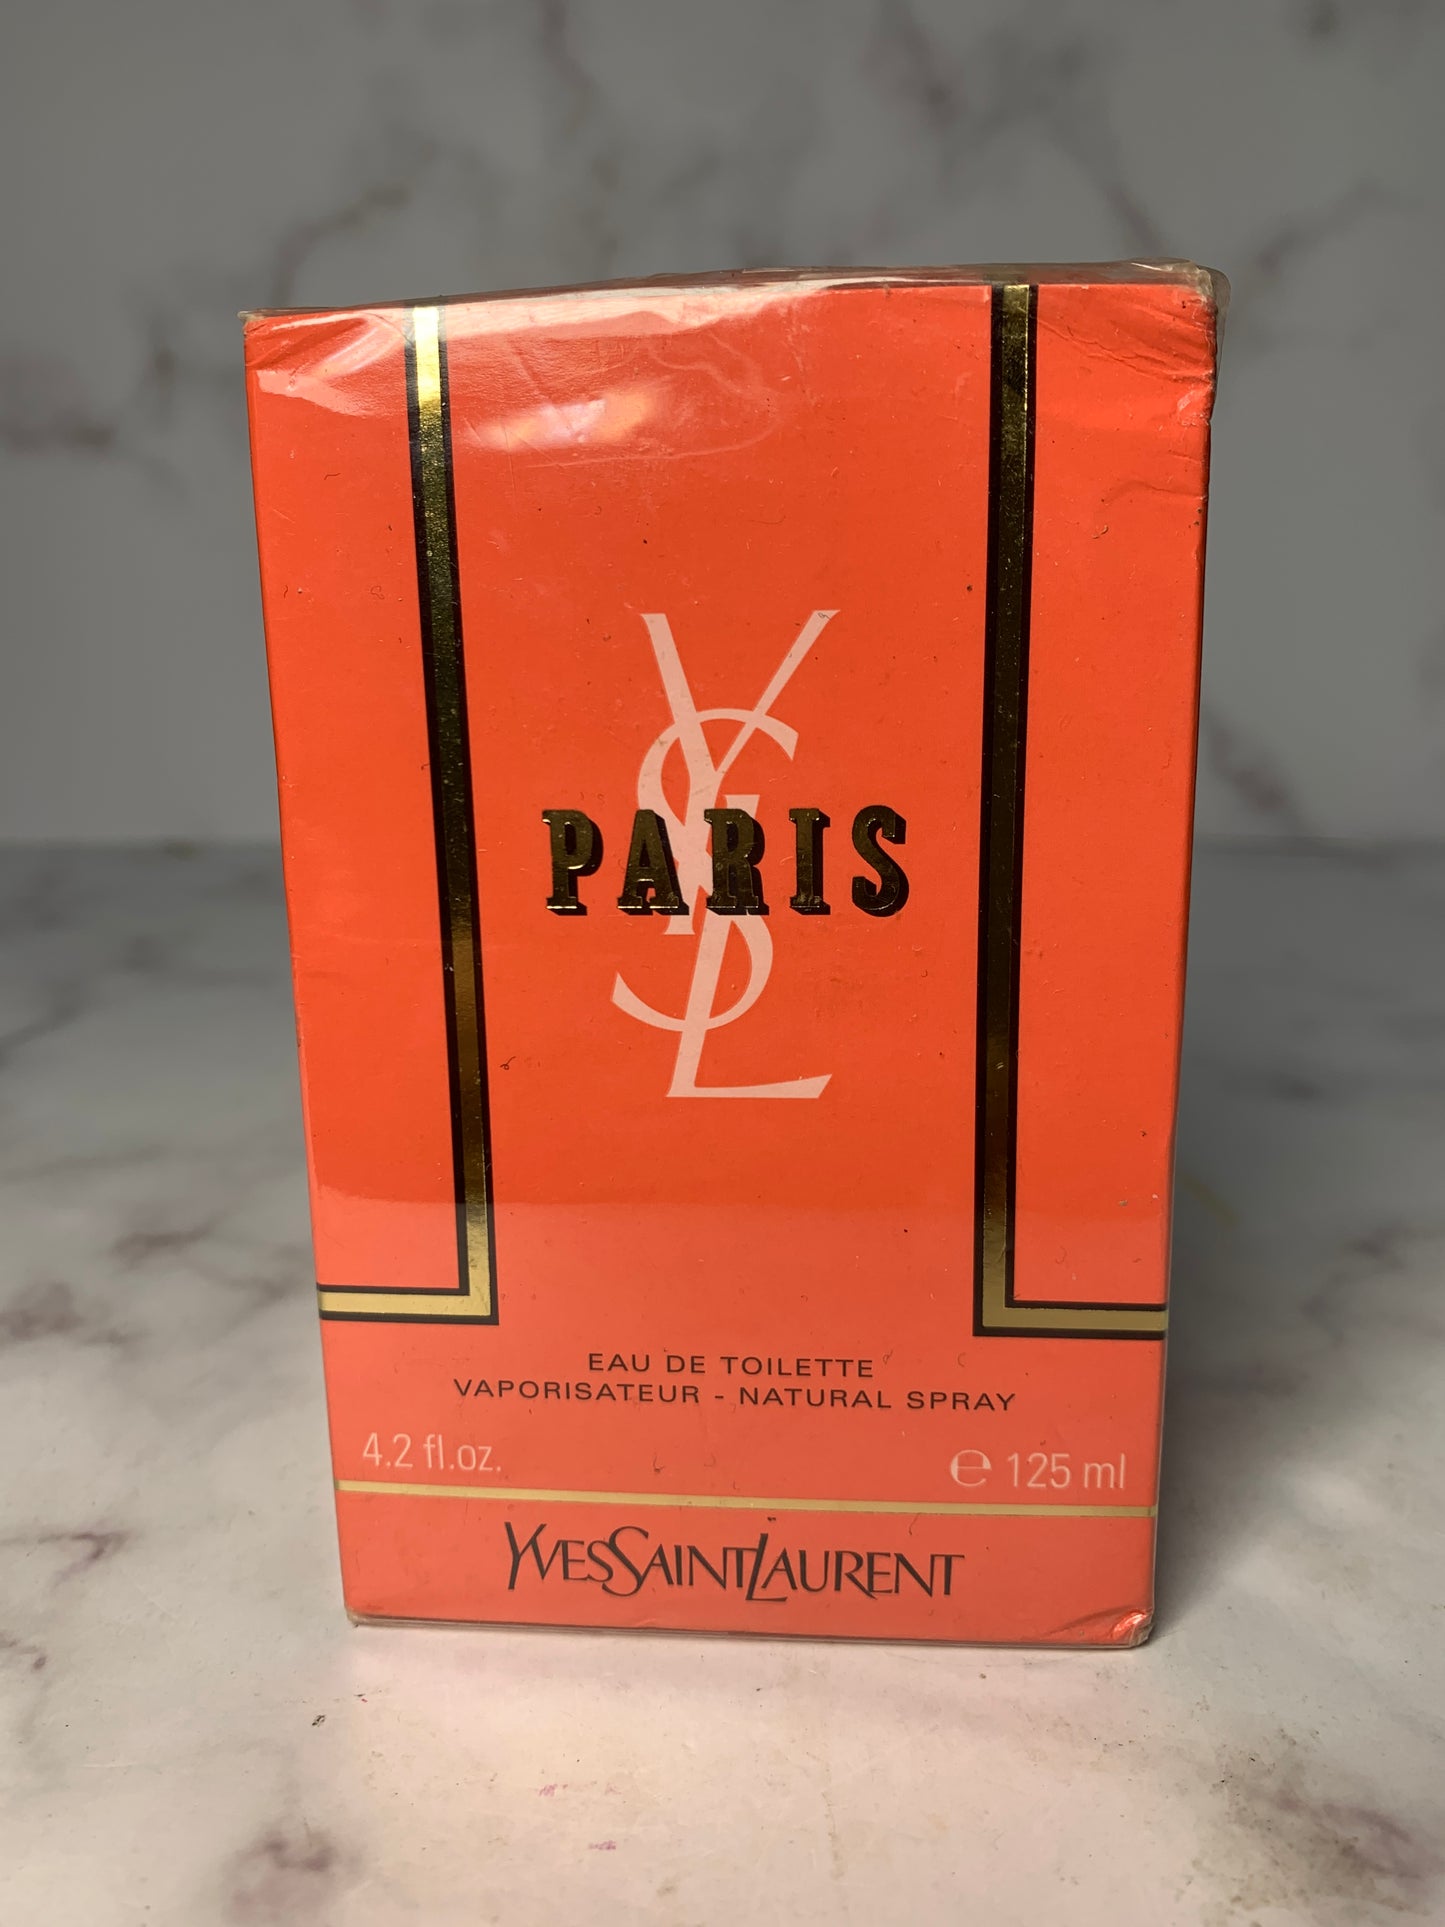 YSL
PARIS
EAU DE TOILETTE
VAPORISATEUR - NATURAL SPRAY
4.2 fl.oz. ℮ 125 ml
YVESSAINTLAURENT